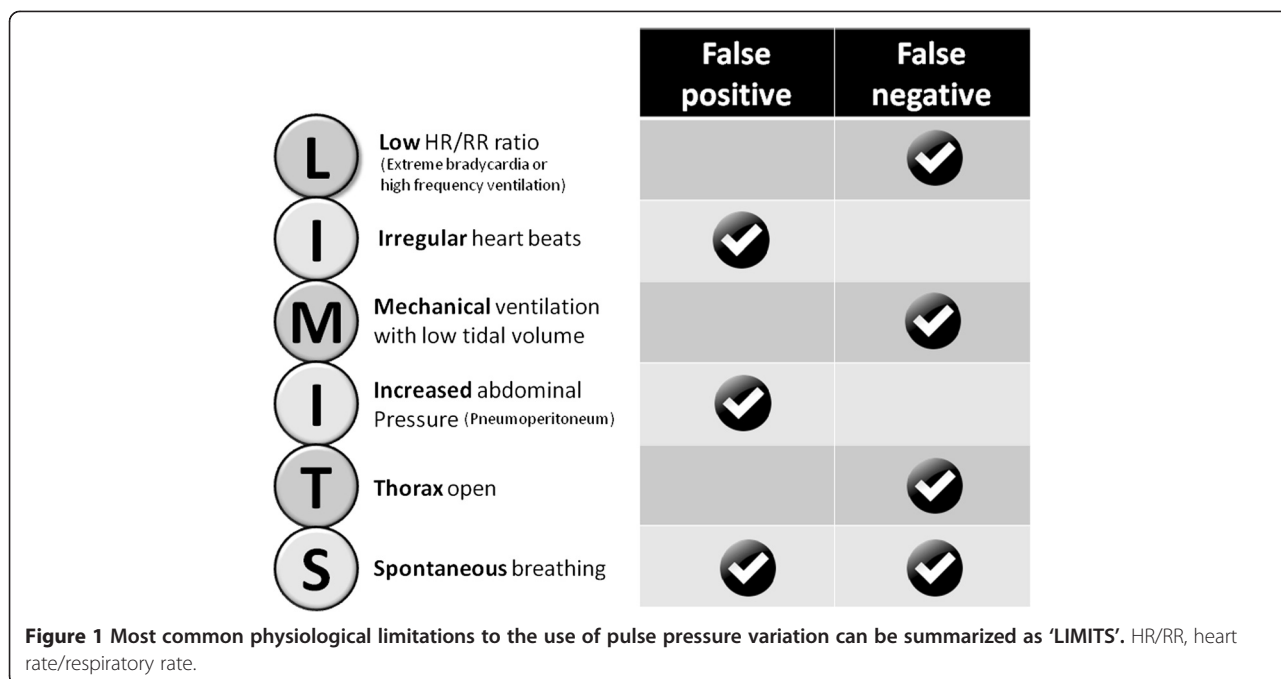 False
positive
False
negative
L
Low HR/RR ratio
(Extreme bradycardia or
high frequency ventilation)
I
Irregular heart beats
M
Mechanical ventilation
with low tidal volume
I
Increased abdominal
Pressure (Pneumoperitoneum)
T
Thorax open
S
Spontaneous breathing
Figure 1 Most common physiological limitations to the use of pulse pressure variation can be summarized as ‘LIMITS’. HR/RR, heart
rate/respiratory rate.